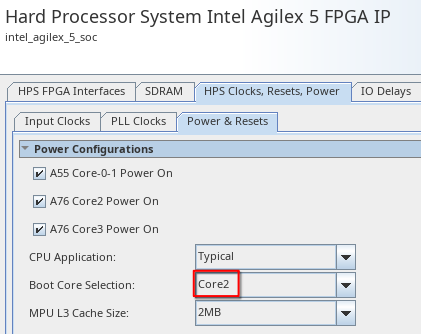 Hard Processor System Intel Agilex 5 FPGA IP
intel_agilex_5_soc
HPS FPGA Interfaces SDRAM HPS Clocks, Resets, Power IO Delays
Input Clocks PLL Clocks Power & Resets
Power Configurations
A55 Core-0-1 Power On
A76 Core2 Power On
A76 Core3 Power On
CPU Application: Typical
Boot Core Selection: Core2
MPU L3 Cache Size: 2MB